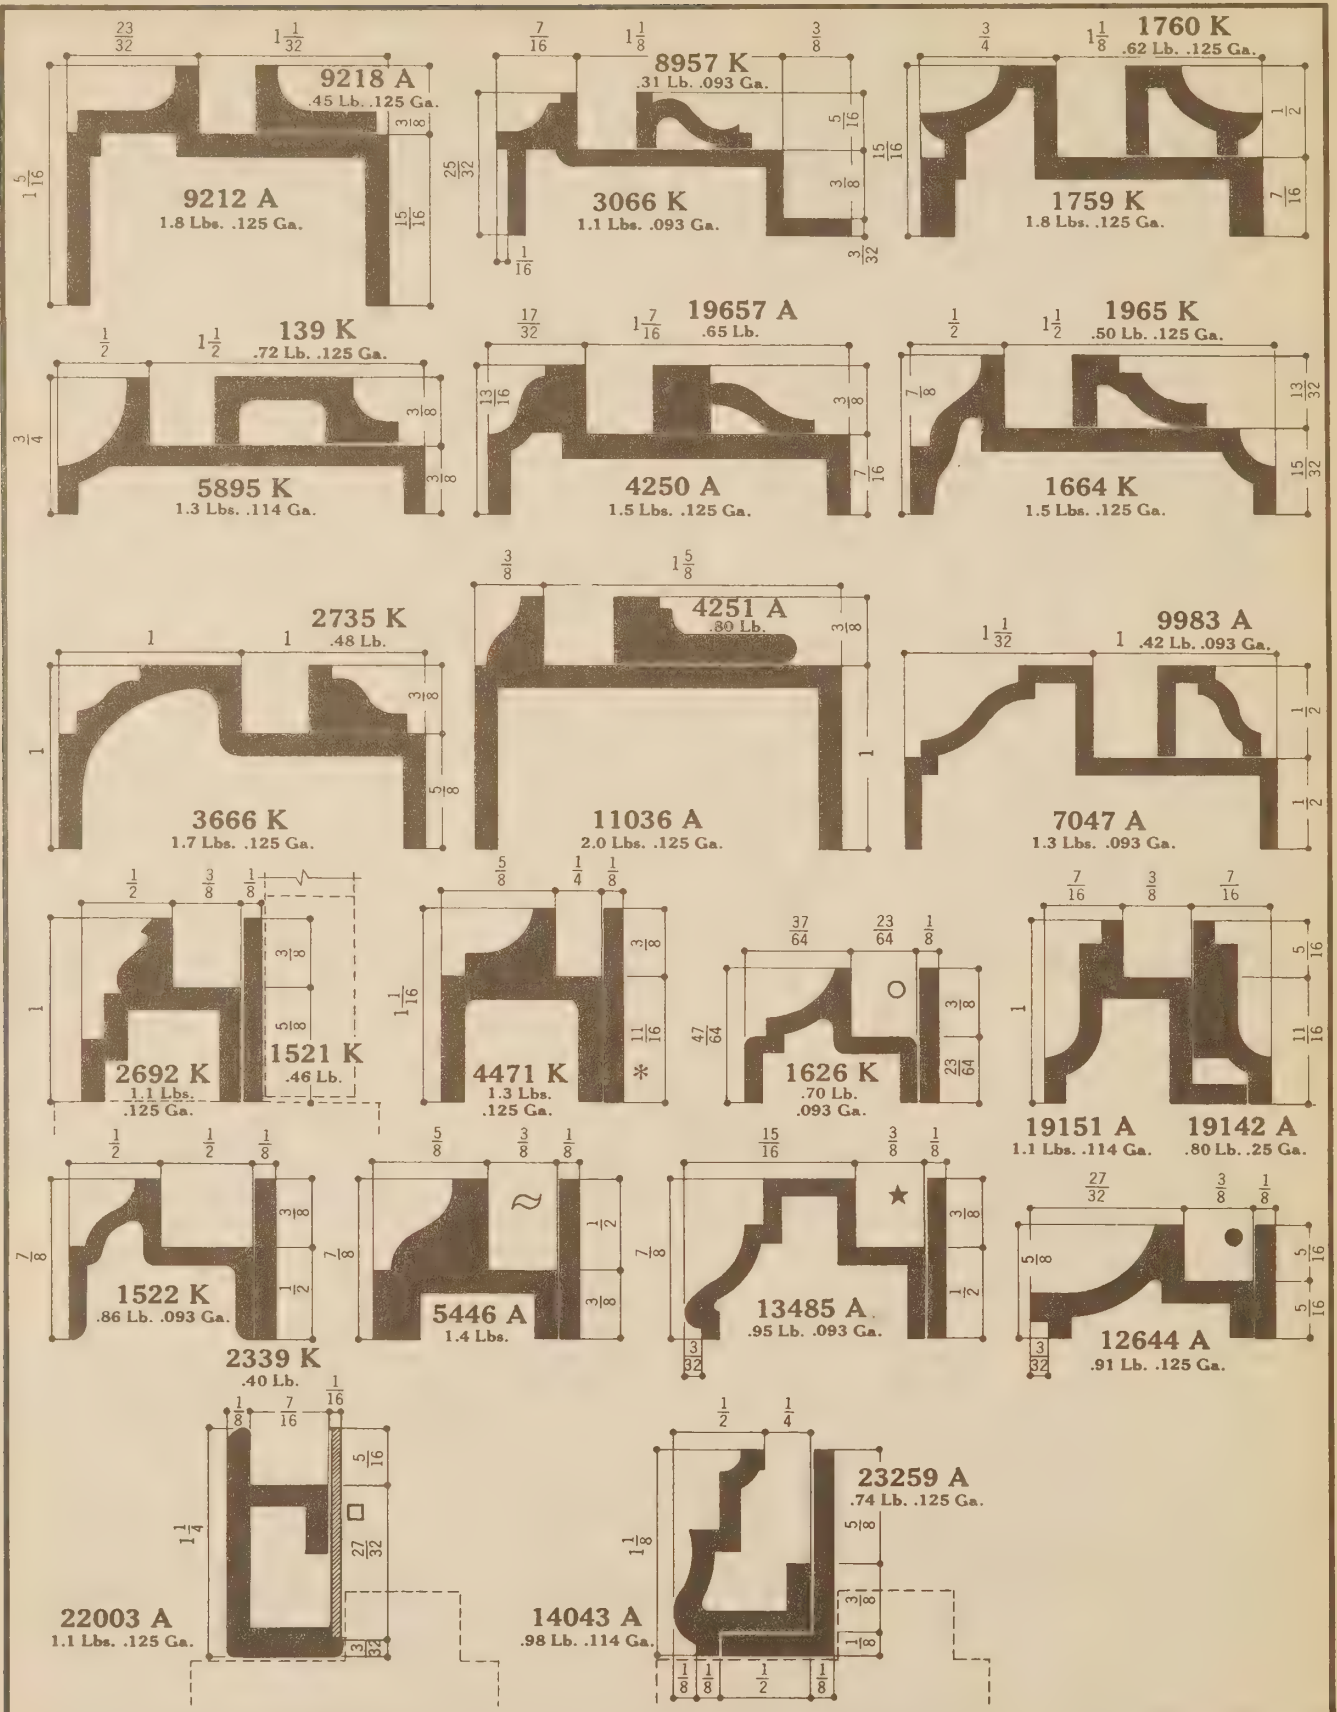 23/32 1 1/32
9218 A
.45 Lb. .125 Ga.
3/8
1 5/16
9212 A
1.8 Lbs. .125 Ga.
15/16
7/16 1 1/8 3/8
8957 K
.31 Lb. .093 Ga.
5/16
25/32
3066 K
1.1 Lbs. .093 Ga.
3/8
1/16
3/32
3/4 1 1/8
1760 K
.62 Lb. .125 Ga.
1/2
15/16
1759 K
1.8 Lbs. .125 Ga.
7/16
1/2 1 1/2
139 K
.72 Lb. .125 Ga.
3/8
3/4
5895 K
1.3 Lbs. .114 Ga.
3/8
17/32 1 7/16
19657 A
.65 Lb.
13/16
3/8
4250 A
1.5 Lbs. .125 Ga.
7/16
1/2 1 1/2
1965 K
.50 Lb. .125 Ga.
7/8
13/32
1664 K
1.5 Lbs. .125 Ga.
15/32
1 1
2735 K
.48 Lb.
3/8
1
3666 K
1.7 Lbs. .125 Ga.
5/8
3/8 1 5/8
4251 A
.80 Lb.
3/8
1
11036 A
2.0 Lbs. .125 Ga.
1 1/32 1
9983 A
.42 Lb. .093 Ga.
1/2
7047 A
1.3 Lbs. .093 Ga.
1/2
1/2 3/8 1/8
3/8
1
5/8
1521 K
.46 Lb.
2692 K
1.1 Lbs.
.125 Ga.
5/8 1/4 1/8
3/8
1 1/16
11/16
*
4471 K
1.3 Lbs.
.125 Ga.
37/64 23/64 1/8
○
3/8
47/64
23/64
1626 K
.70 Lb.
.093 Ga.
7/16 3/8 7/16
5/16
1
11/16
19151 A
1.1 Lbs. .114 Ga.
19142 A
.80 Lb. .25 Ga.
1/2 1/2 1/8
3/8
7/8
1/2
1522 K
.86 Lb. .093 Ga.
5/8 3/8 1/8
1/2
7/8
3/8
5446 A
1.4 Lbs.
15/16 3/8 1/8
★
3/8
7/8
1/2
13485 A
.95 Lb. .093 Ga.
3/32
27/32 3/8 1/8
●
5/8
5/16
5/16
12644 A
.91 Lb. .125 Ga.
3/32
2339 K
.40 Lb.
1/8 7/16 1/16
5/16
1 1/4
□
27/32
3/32
22003 A
1.1 Lbs. .125 Ga.
1/2 1/4
23259 A
.74 Lb. .125 Ga.
1 1/8
5/8
3/8
1/8
14043 A
.98 Lb. .114 Ga.
1/8 1/8 1/2 1/8